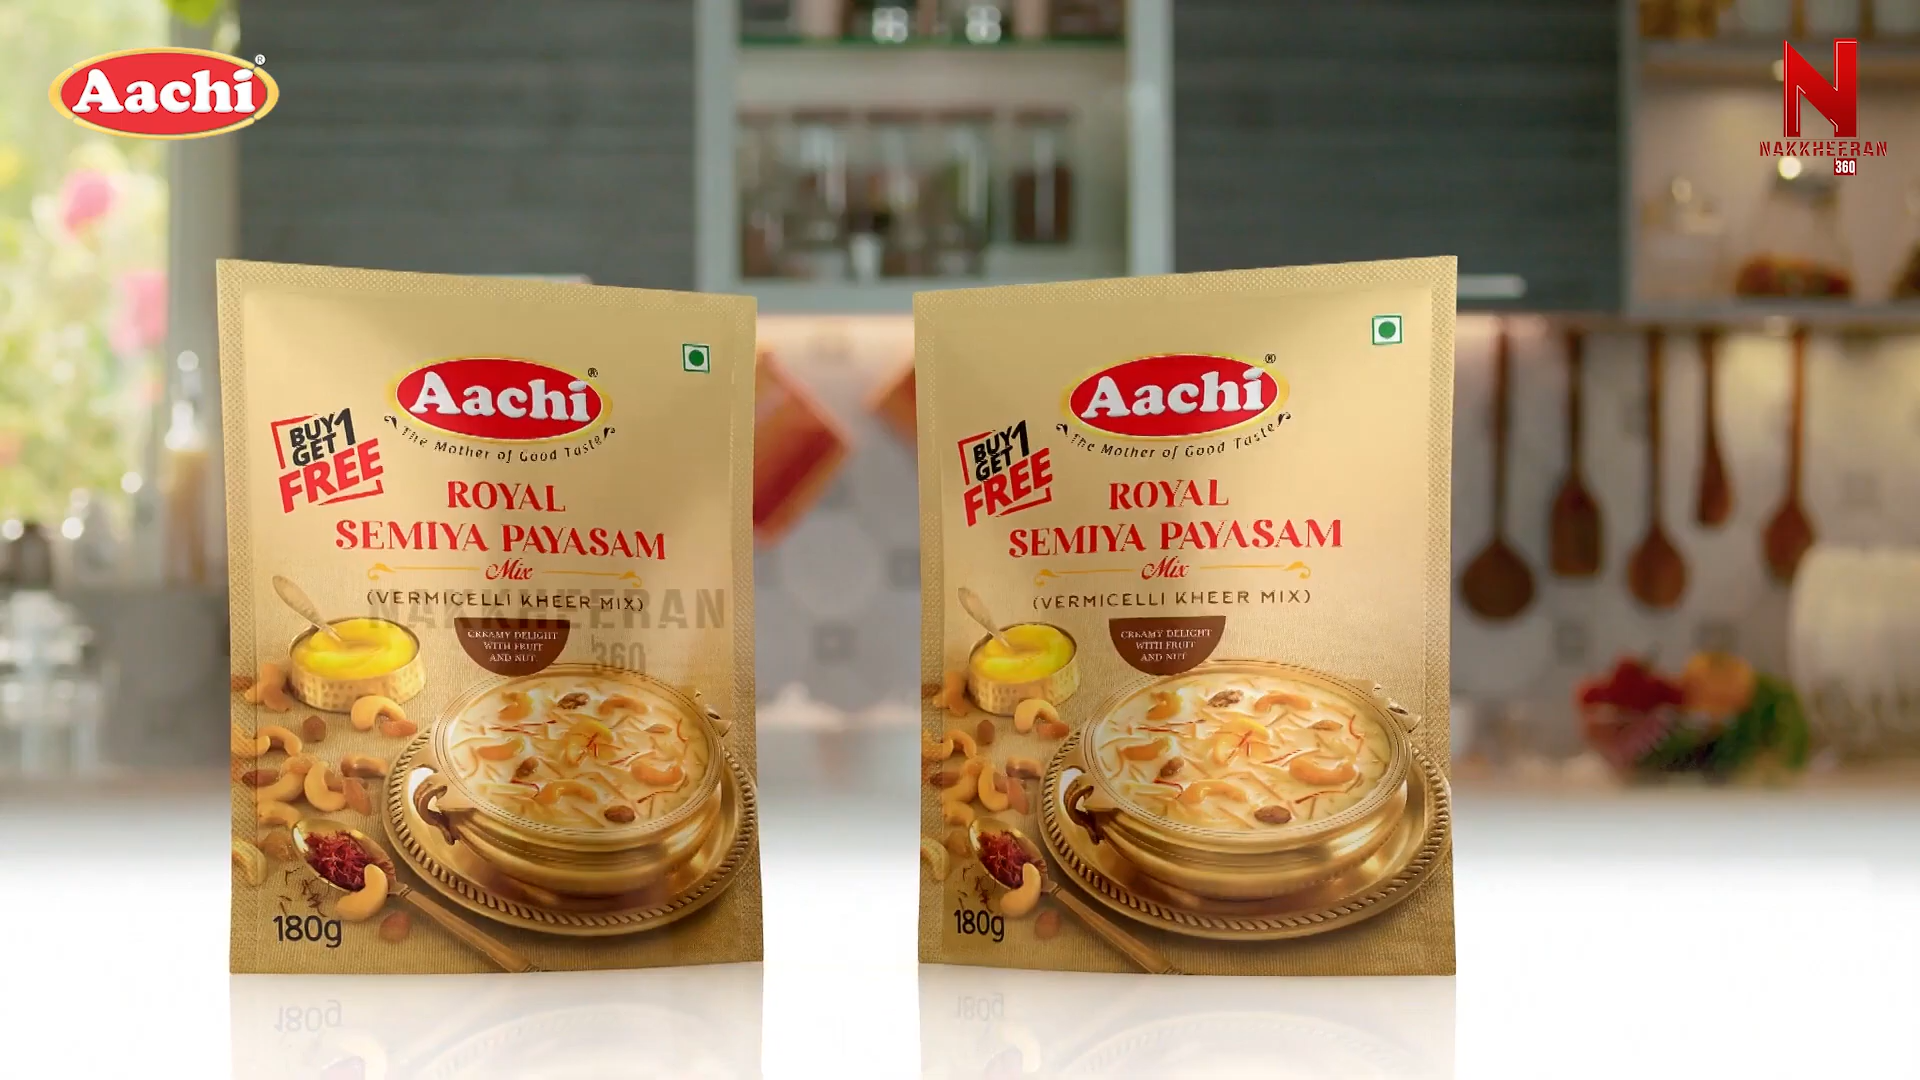 Aachi®
NAKKHEERAN
360
Aachi®
The Mother of Good Taste
BUY 1
GET
FREE
ROYAL
SEMIYA PAYASAM
Mix
(VERMICELLI KHEER MIX)
CREAMY DELIGHT
WITH FRUIT
AND NUT
180g
NAKKHEERAN
360
Aachi®
The Mother of Good Taste
BUY 1
GET
FREE
ROYAL
SEMIYA PAYASAM
Mix
(VERMICELLI KHEER MIX)
CREAMY DELIGHT
WITH FRUIT
AND NUT
180g